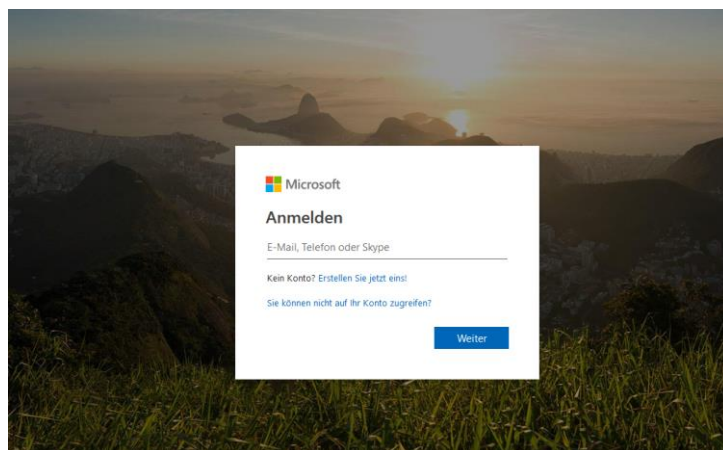 Microsoft
Anmelden
E-Mail, Telefon oder Skype
Kein Konto? Erstellen Sie jetzt eins!
Sie können nicht auf Ihr Konto zugreifen?
Weiter